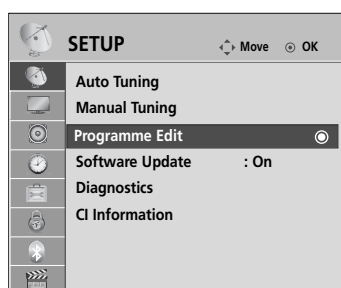 SETUP Move OK
Auto Tuning
Manual Tuning
Programme Edit
Software Update : On
Diagnostics
CI Information